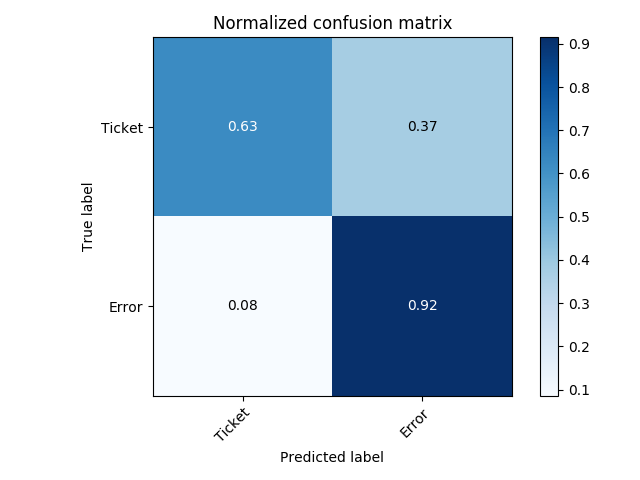 Normalized confusion matrix
Ticket
0.63
0.37
Error
0.08
0.92
True label
Ticket
Error
Predicted label
0.9
0.8
0.7
0.6
0.5
0.4
0.3
0.2
0.1